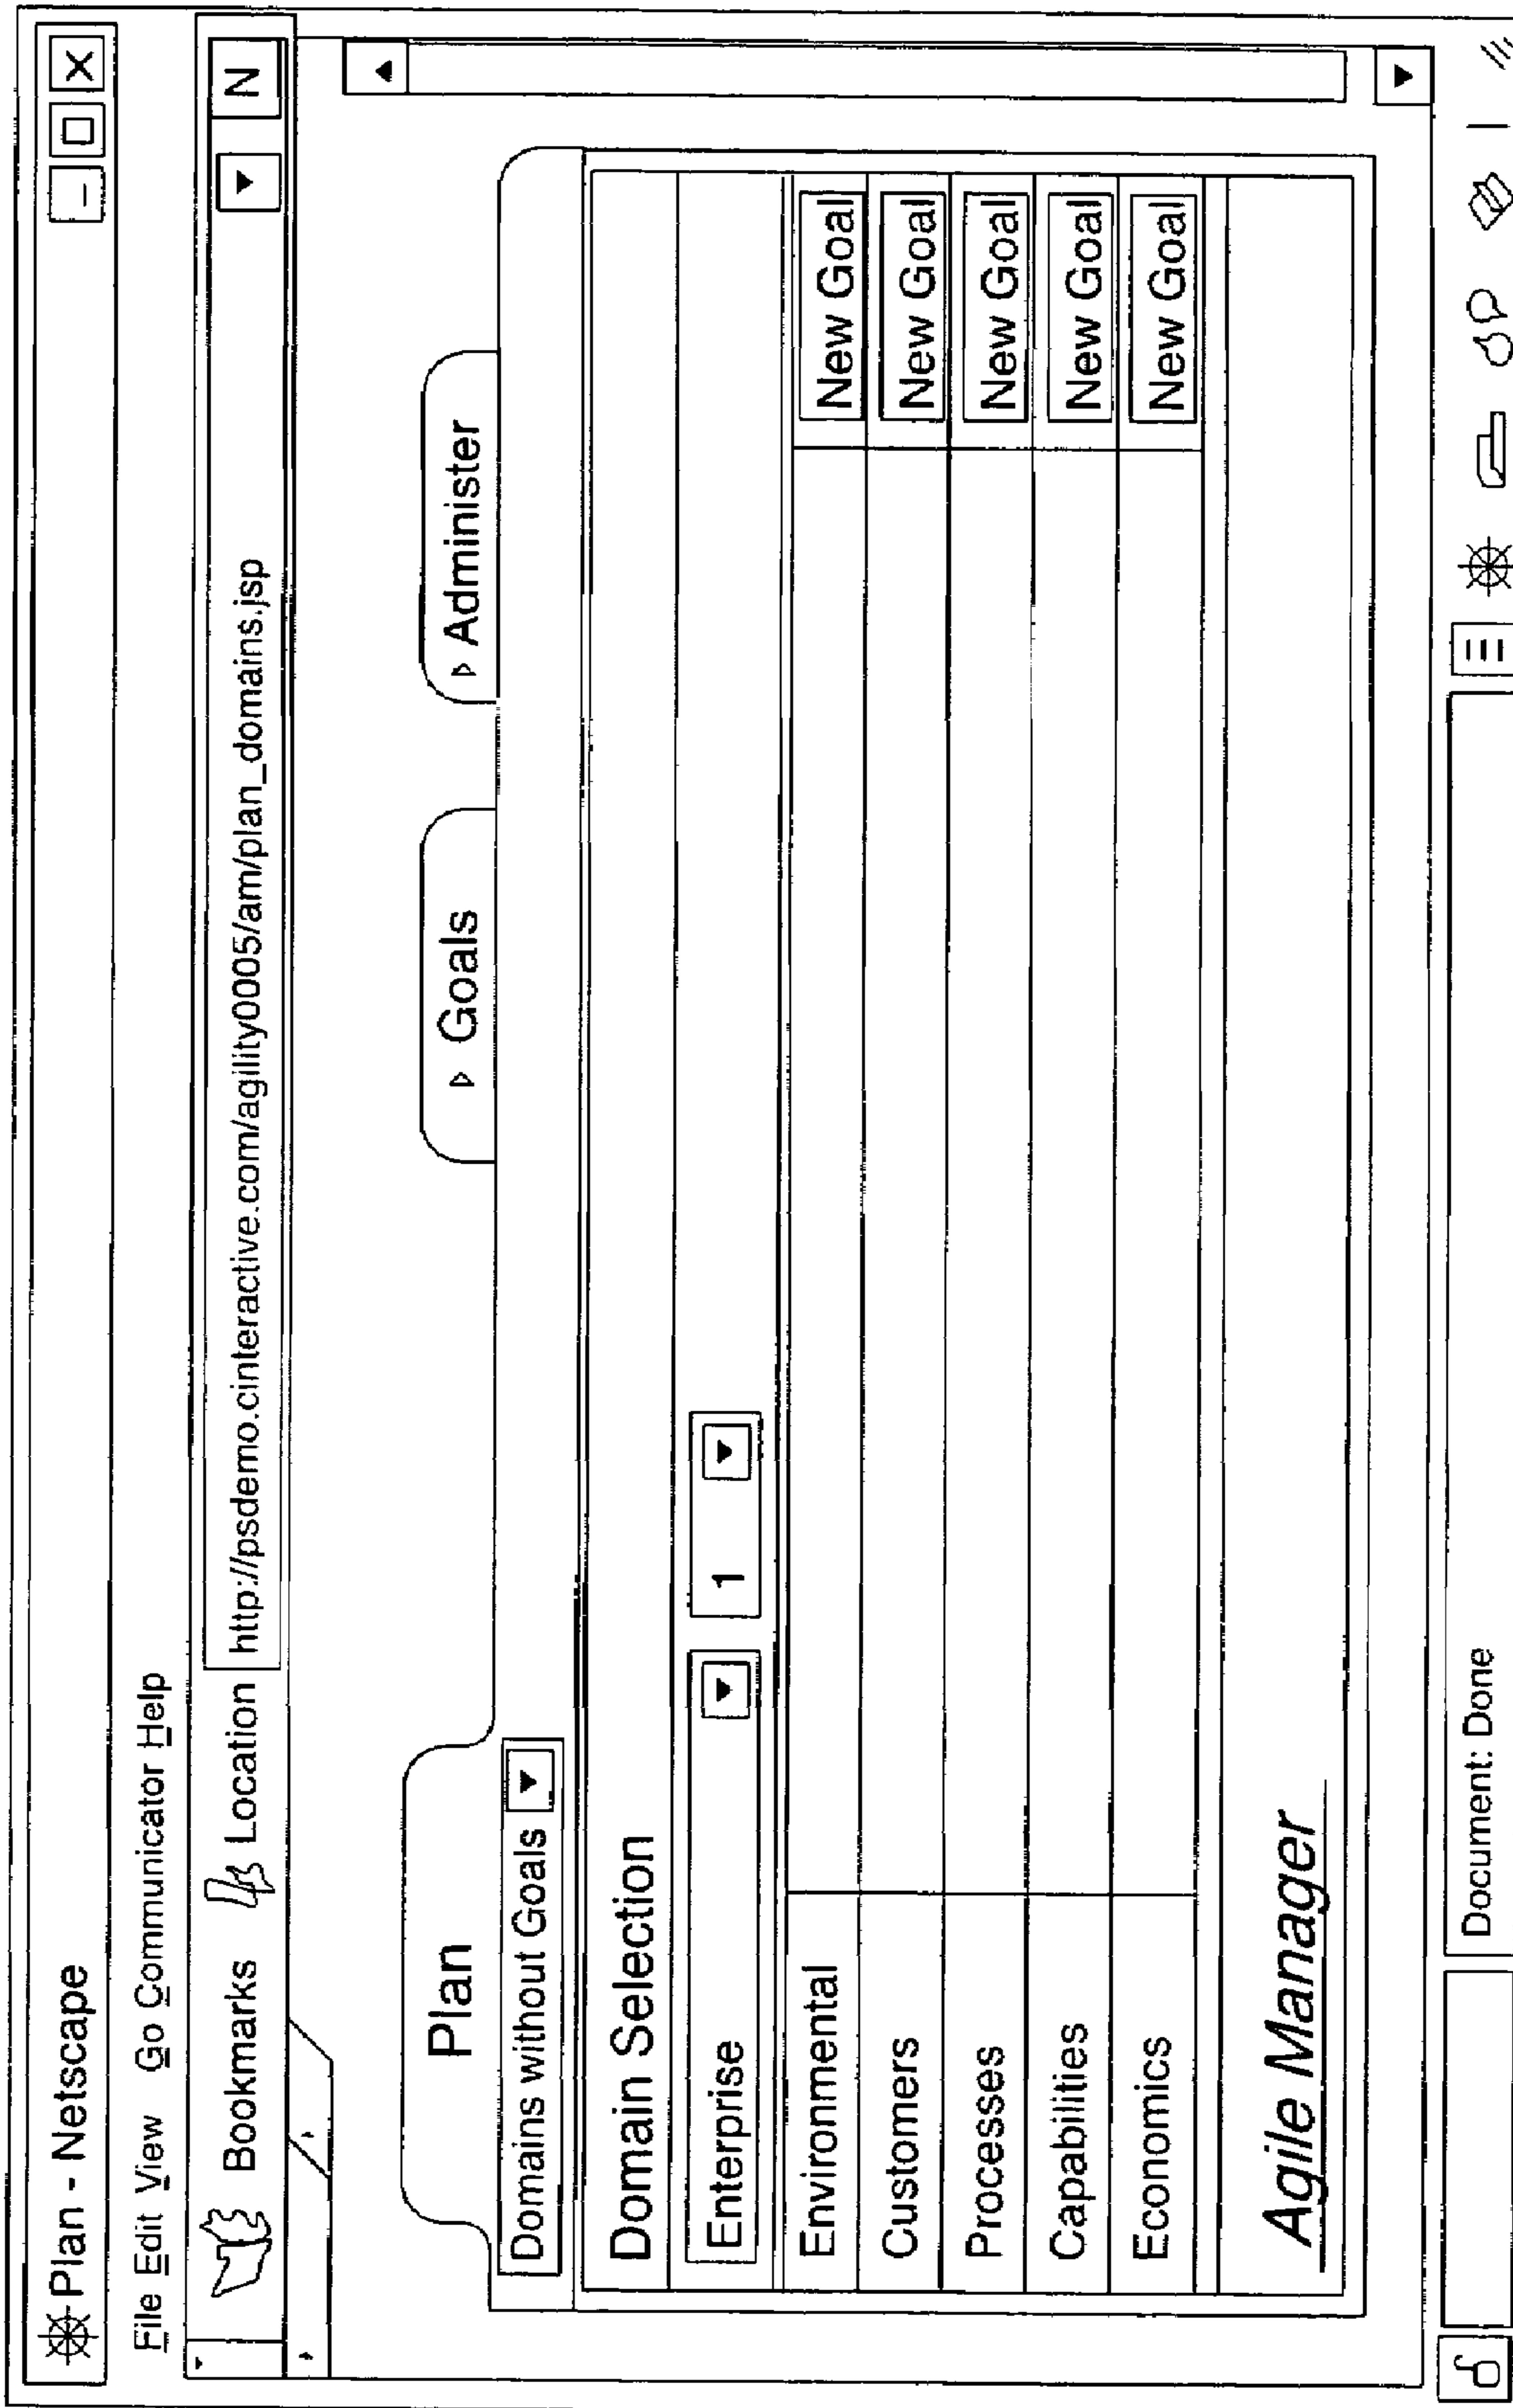 Plan - Netscape
File Edit View Go Communicator Help
Bookmarks Location http://psdemo.cinteractive.com/agility0005/am/plan_domains.jsp N
Plan Goals Administer
Domains without Goals
Domain Selection
Enterprise 1
Environmental New Goal
Customers New Goal
Processes New Goal
Capabilities New Goal
Economics New Goal
Agile Manager
Document: Done